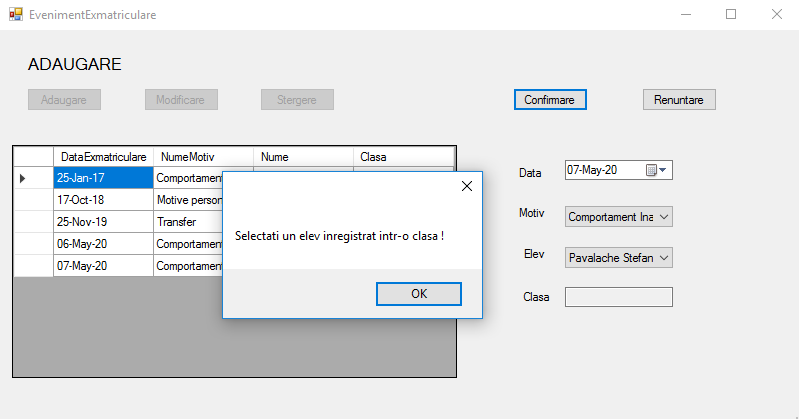 EvenimentExmatriculare
ADAUGARE
Adaugare Modificare Stergere Confirmare Renuntare
DataExmatriculare NumeMotiv Nume Clasa
25-Jan-17 Comportament
17-Oct-18 Motive person
25-Nov-19 Transfer
06-May-20 Comportament
07-May-20 Comportament
Selectati un elev inregistrat intr-o clasa !
OK
Data 07-May-20
Motiv Comportament Ina
Elev Pavalache Stefan
Clasa